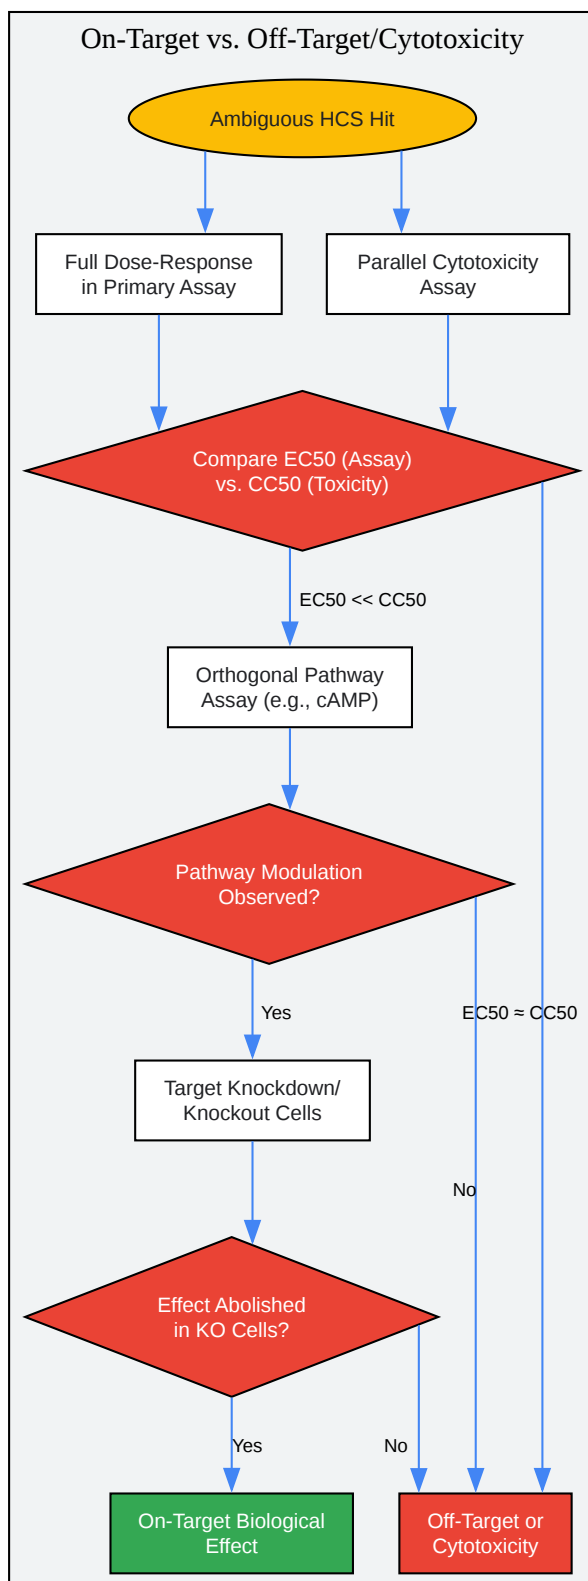 On-Target vs. Off-Target/Cytotoxicity
Ambiguous HCS Hit
Full Dose-Response
in Primary Assay
Parallel Cytotoxicity
Assay
Compare EC50 (Assay)
vs. CC50 (Toxicity)
EC50 << CC50
Orthogonal Pathway
Assay (e.g., cAMP)
Pathway Modulation
Observed?
Yes
EC50 ≈ CC50
Target Knockdown/
Knockout Cells
No
Effect Abolished
in KO Cells?
Yes
No
On-Target Biological
Effect
Off-Target or
Cytotoxicity